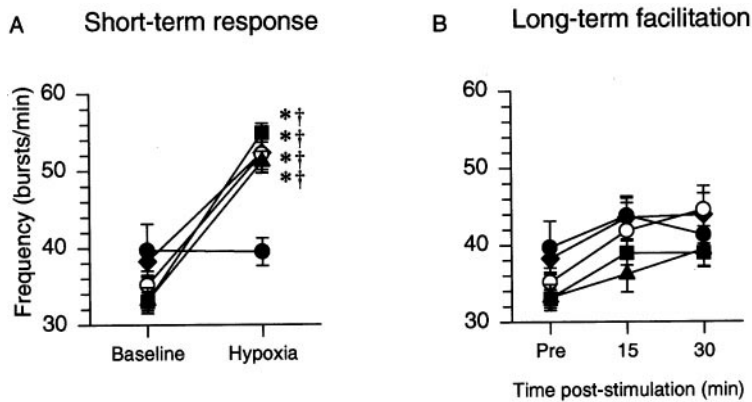 A Short-term response
60
50
40
30
Frequency (bursts/min)
*†
*†
*†
*†
Baseline Hypoxia
B Long-term facilitation
60
50
40
30
Pre 15 30
Time post-stimulation (min)